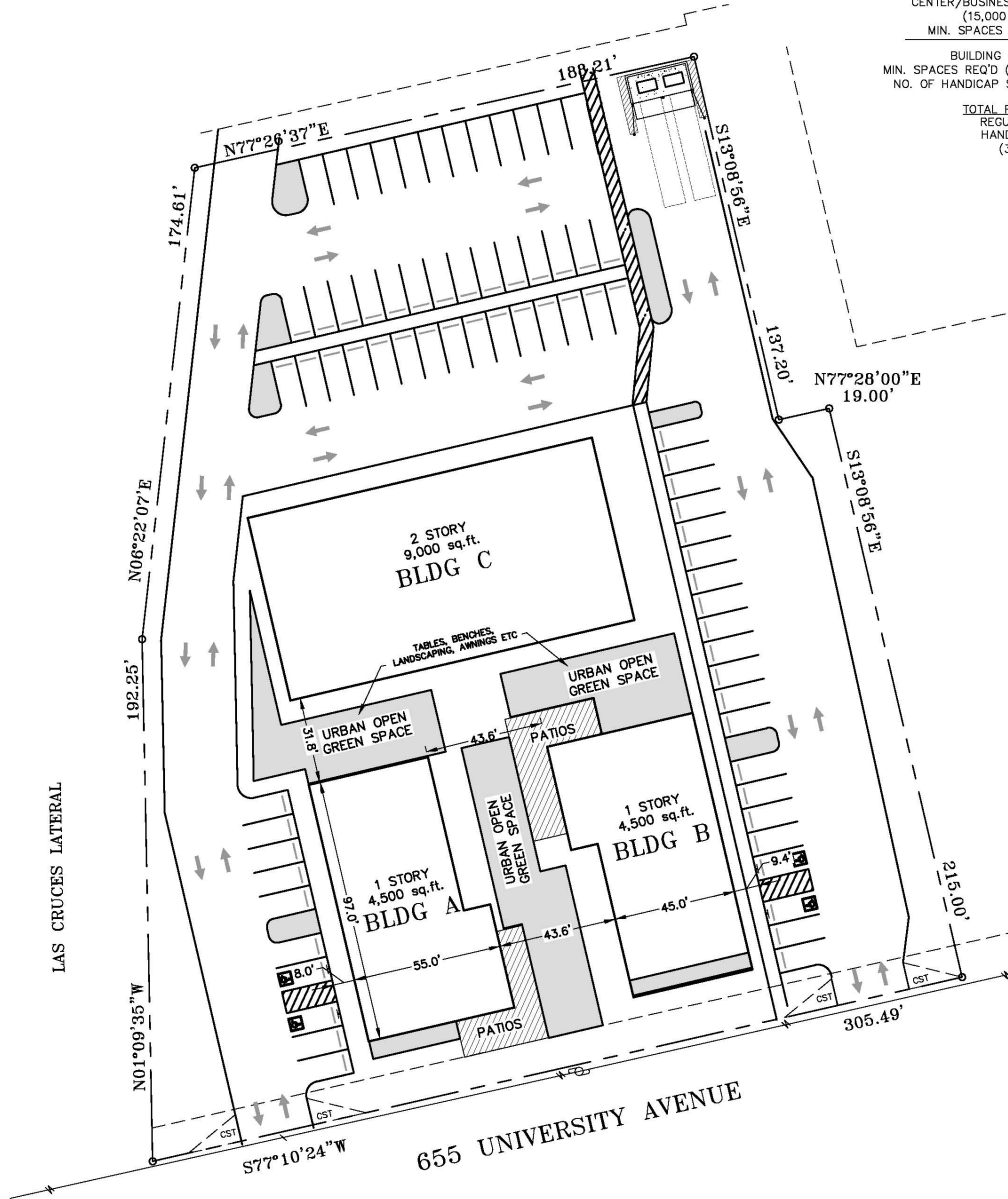 CENTER/BUSINES
(15,000
MIN. SPACES
BUILDING
MIN. SPACES REQ'D (
NO. OF HANDICAP S
TOTAL P
REGU
HAND
(3
188.21'
N77°26'37"E
S13°08'56"E
174.61'
137.20'
N77°28'00"E
19.00'
S13°08'56"E
N06°22'07"E
2 STORY
9,000 sq.ft.
BLDG C
TABLES, BENCHES,
LANDSCAPING, AWNINGS ETC
URBAN OPEN
GREEN SPACE
192.25'
31.8'
URBAN OPEN
GREEN SPACE
43.6'
PATIOS
URBAN OPEN
GREEN SPACE
1 STORY
4,500 sq.ft.
BLDG B
LAS CRUCES LATERAL
1 STORY
4,500 sq.ft.
BLDG A
97.0'
9.4'
45.0'
43.6'
55.0'
8.0'
215.00'
PATIOS
CST
CST
305.49'
N01°09'35"W
CST
CST
S77°10'24"W
655 UNIVERSITY AVENUE